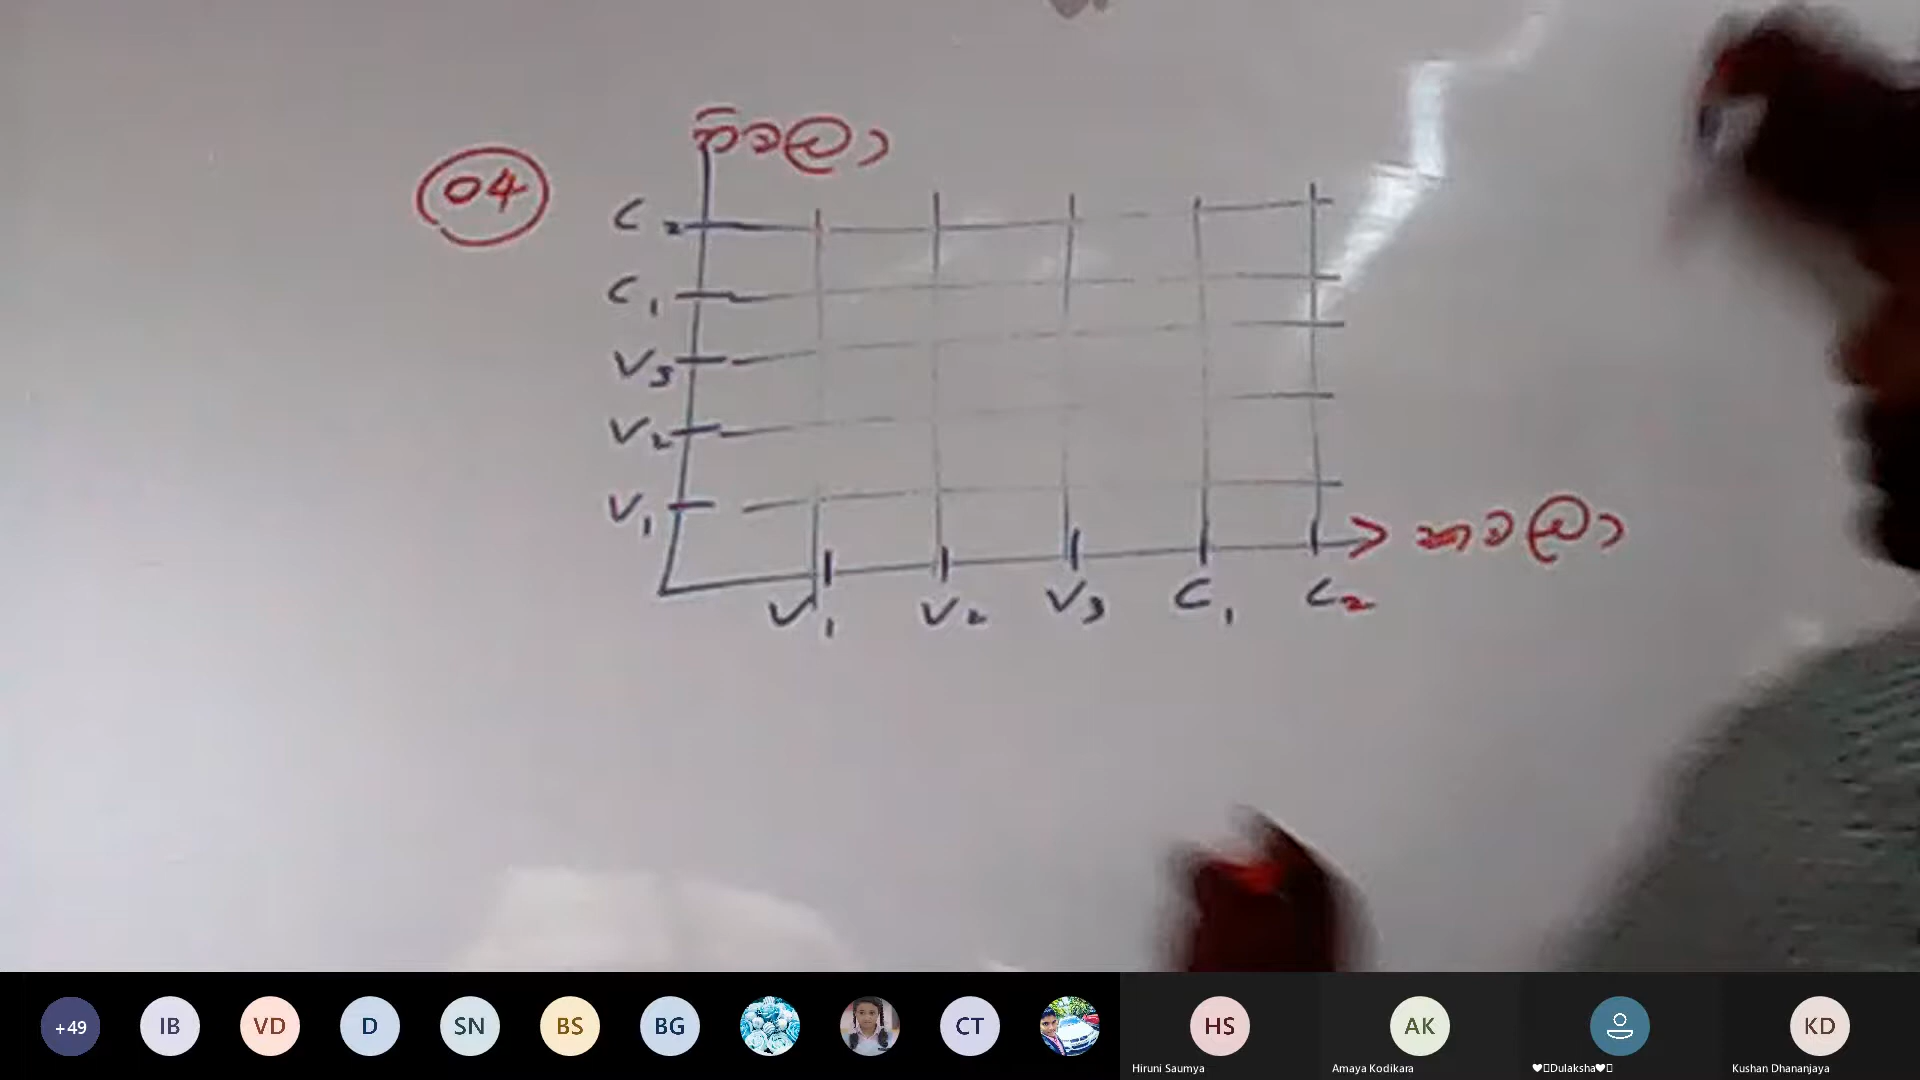 නිමලා
04
C2
C1
V3
V2
V1
කමලා
V1 V2 V3 C1 C2
+49 IB VD D SN BS BG CT HS AK KD
Hiruni Saumya Amaya Kodikara ♥Dulaksha♥ Kushan Dhananjaya